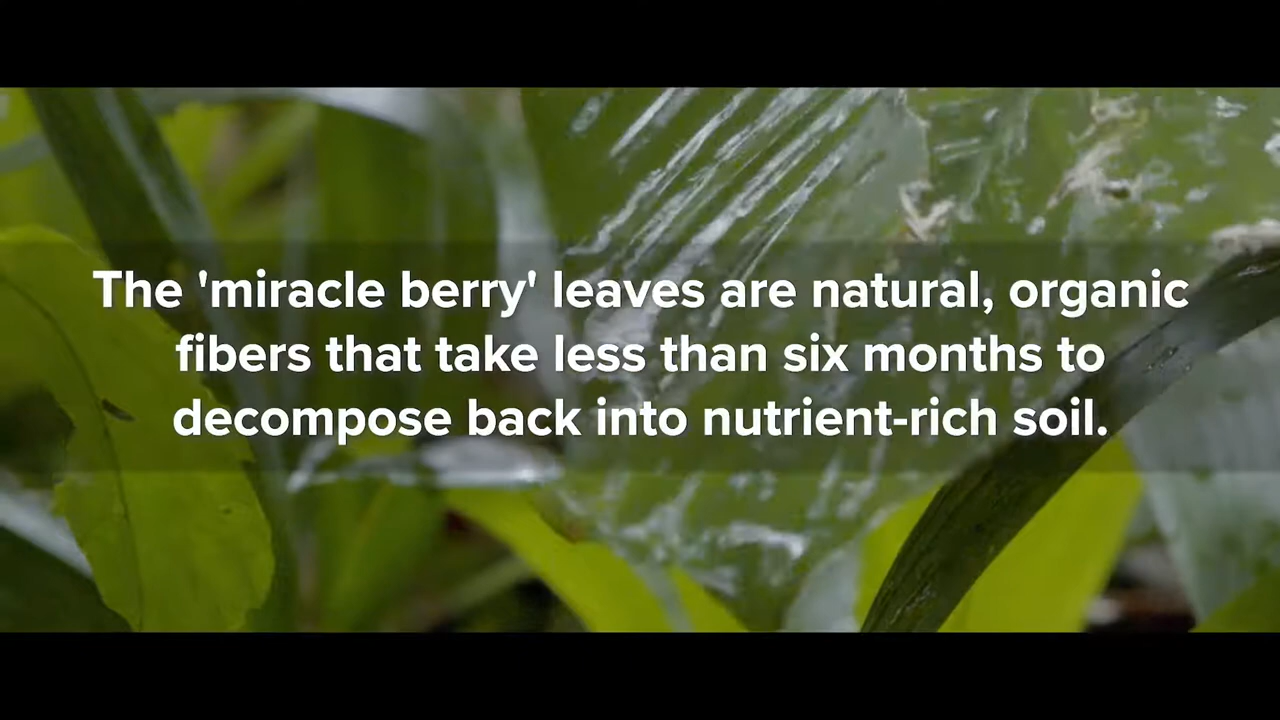 The 'miracle berry' leaves are natural, organic
fibers that take less than six months to
decompose back into nutrient-rich soil.